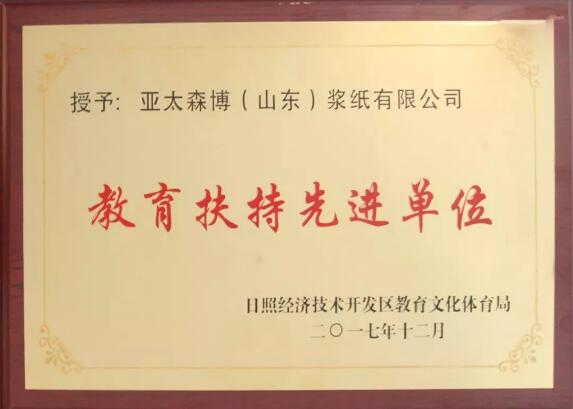 授予：亚太森博（山东）浆纸有限公司
教育扶持先进单位
日照经济技术开发区教育文化体育局
二〇一七年十二月